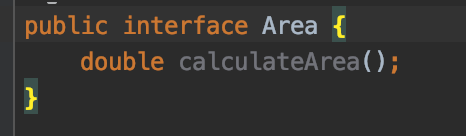 public interface Area {
    double calculateArea();
}